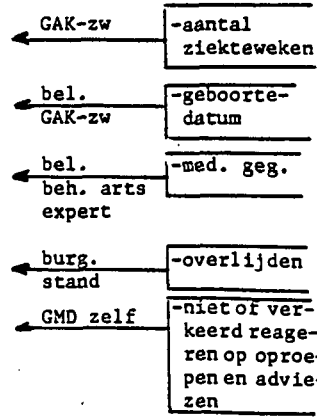 GAK-zw
-aantal
ziekteweken
bel.
GAK-zw
-geboorte-
datum
bel.
beh. arts
expert
-med. geg.
burg.
stand
-overlijden
GMD zelf
-niet of ver-
keerd reage-
ren op oproe-
pen en advie-
zen